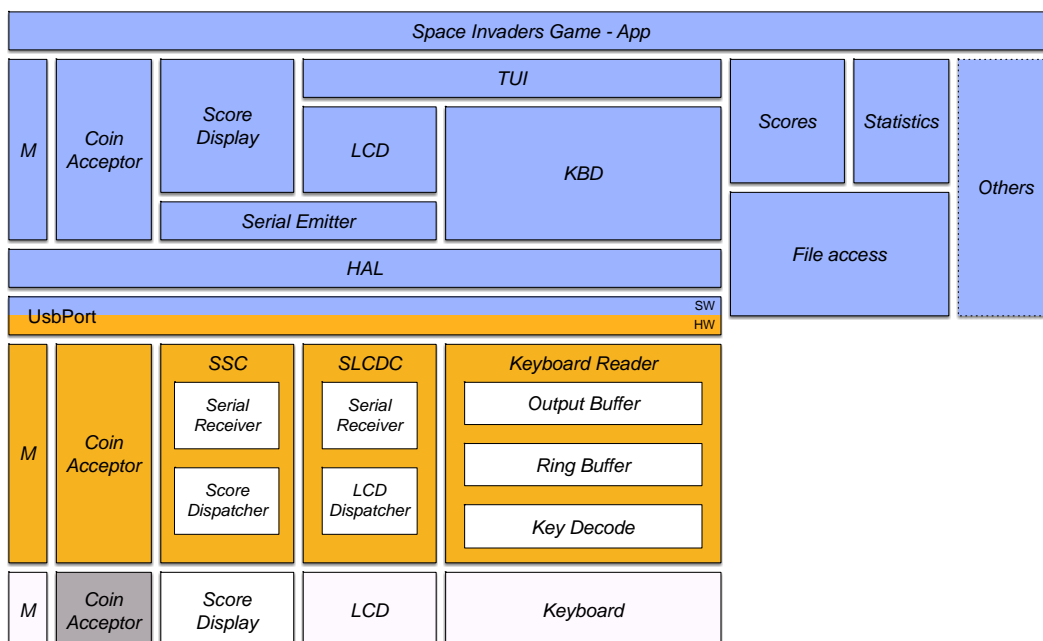 Space Invaders Game - App
M
Coin
Acceptor
Score
Display
TUI
LCD
KBD
Serial Emitter
Scores
Statistics
File access
Others
HAL
UsbPort
SW
HW
M
Coin
Acceptor
SSC
Serial
Receiver
Score
Dispatcher
SLCDC
Serial
Receiver
LCD
Dispatcher
Keyboard Reader
Output Buffer
Ring Buffer
Key Decode
M
Coin
Acceptor
Score
Display
LCD
Keyboard